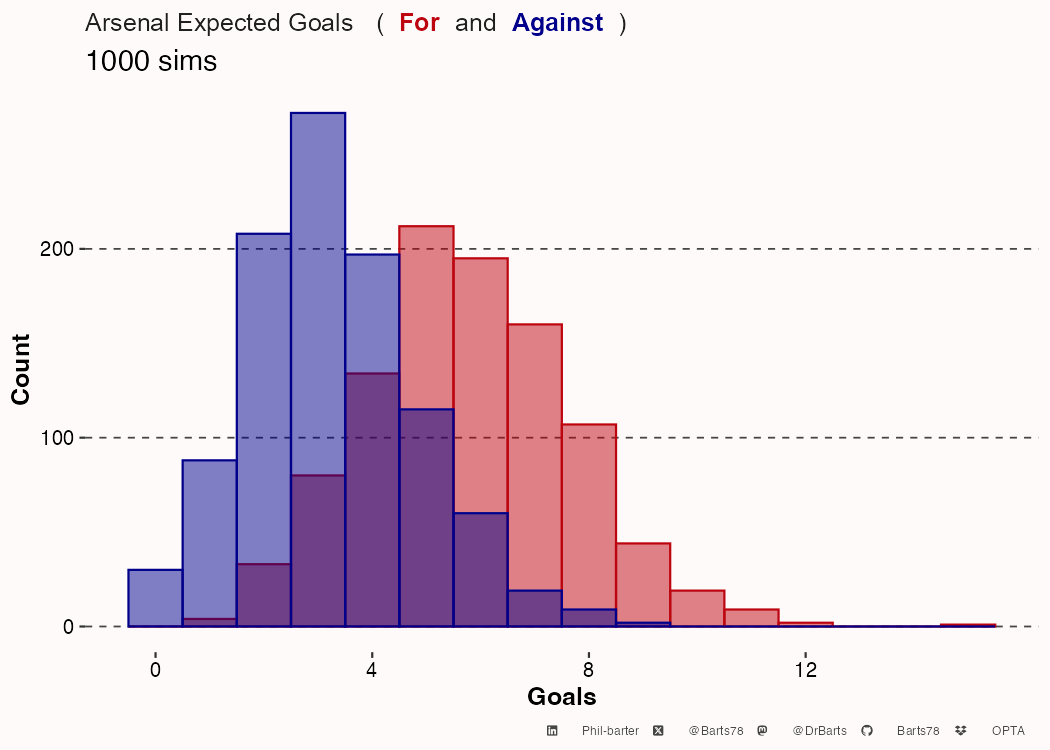 Arsenal Expected Goals ( For and Against )
1000 sims
200
100
0
Count
0 4 8 12
Goals
Phil-barter @Barts78 @DrBarts Barts78 OPTA